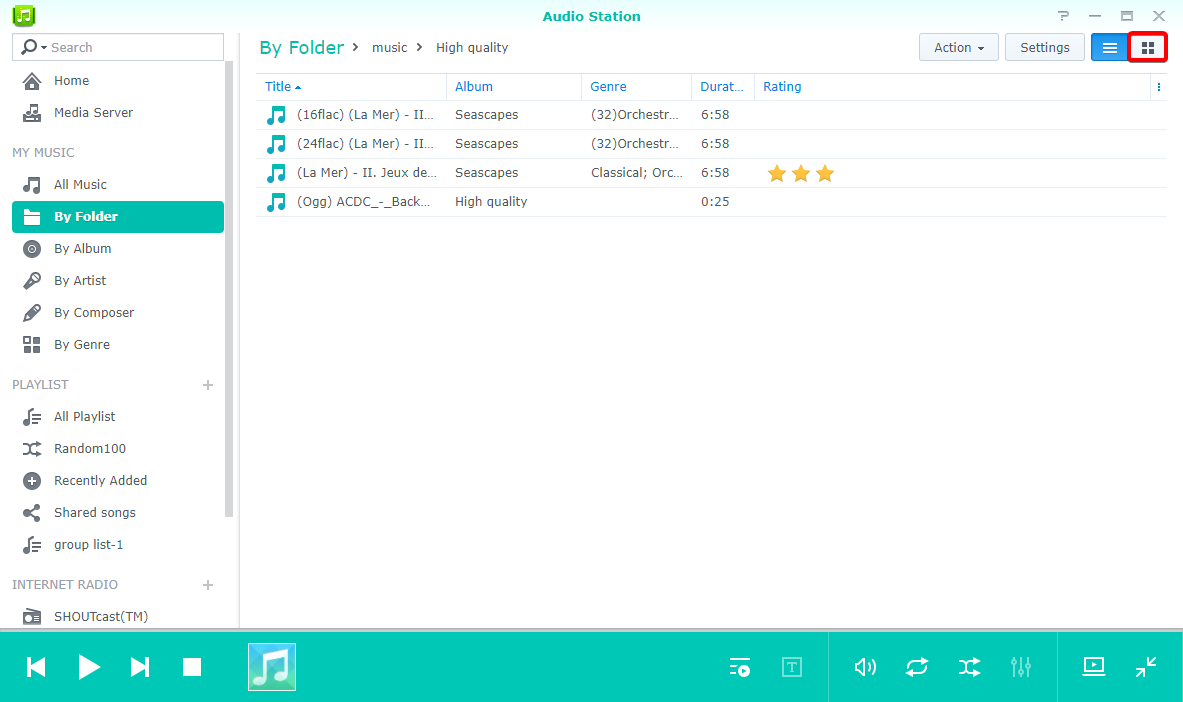 Audio Station
Search
Home
Media Server
MY MUSIC
All Music
By Folder
By Album
By Artist
By Composer
By Genre
PLAYLIST
All Playlist
Random100
Recently Added
Shared songs
group list-1
INTERNET RADIO
SHOUTcast(TM)
By Folder > music > High quality
Action Settings
Title Album Genre Durat... Rating
(16flac) (La Mer) - II... Seascapes (32)Orchestr... 6:58
(24flac) (La Mer) - II... Seascapes (32)Orchestr... 6:58
(La Mer) - II. Jeux de... Seascapes Classical; Orc... 6:58
(Ogg) ACDC_-_Back... High quality 0:25
T